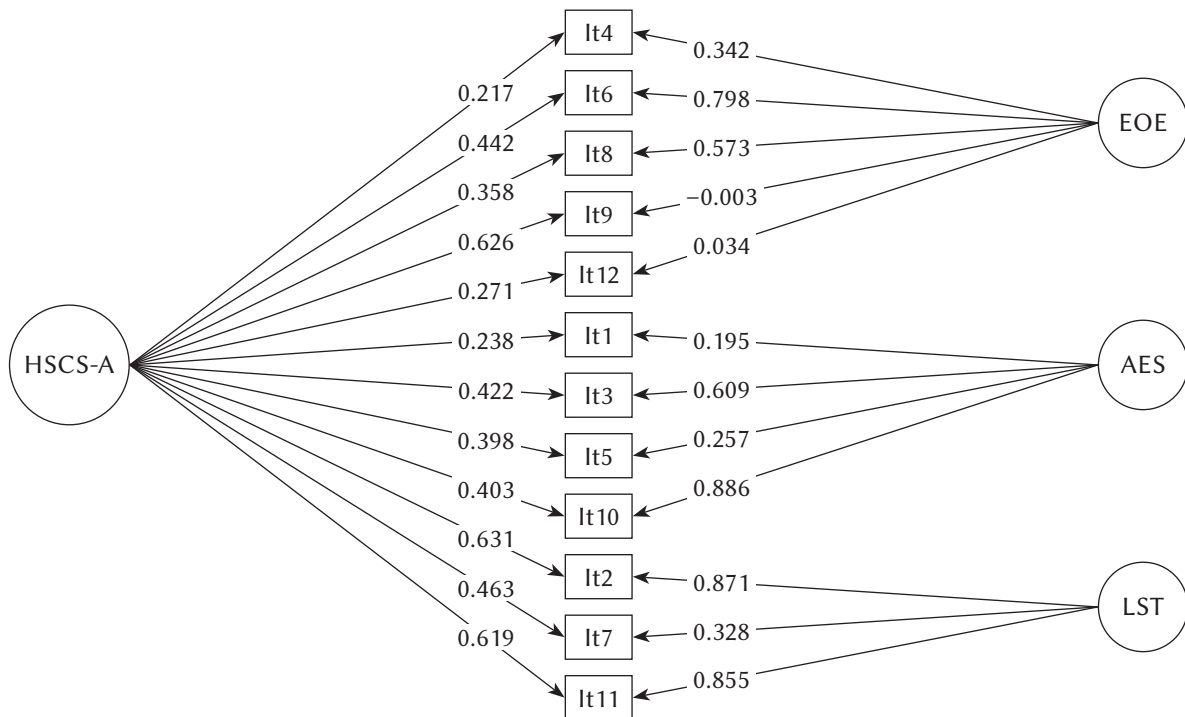 It4
0.342
0.217
It6
0.798
EOE
0.442
It8
0.573
0.358
It9
−0.003
0.626
0.034
It12
0.271
It1
0.238
0.195
HSCS-A
AES
0.422
It3
0.609
0.398
It5
0.257
0.403
It10
0.886
0.631
It2
0.871
0.463
LST
0.619
It7
0.328
It11
0.855